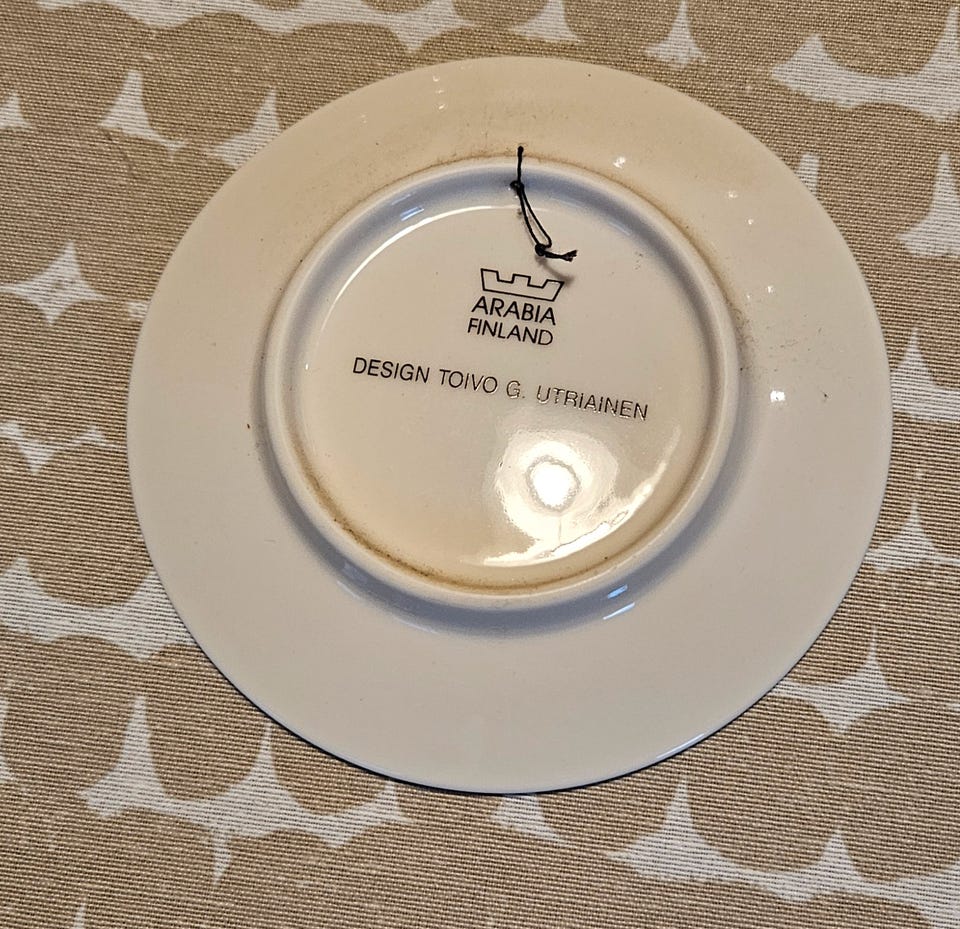 ARABIA
FINLAND
DESIGN TOIVO G. UTRIAINEN